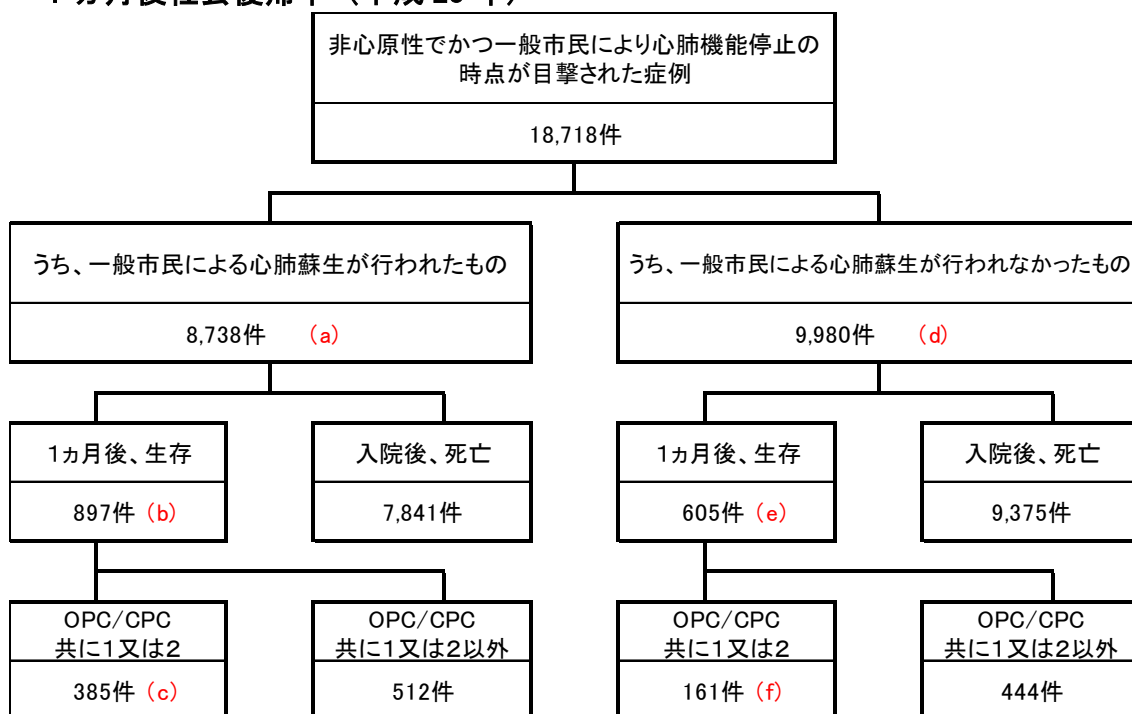 非心原性でかつ一般市民により心肺機能停止の
時点が目撃された症例
18,718件
うち、一般市民による心肺蘇生が行われたもの
うち、一般市民による心肺蘇生が行われなかったもの
8,738件 (a)
9,980件 (d)
1ヵ月後、生存
入院後、死亡
1ヵ月後、生存
入院後、死亡
897件 (b)
7,841件
605件 (e)
9,375件
OPC/CPC
共に1又は2
OPC/CPC
共に1又は2以外
OPC/CPC
共に1又は2
OPC/CPC
共に1又は2以外
385件 (c)
512件
161件 (f)
444件